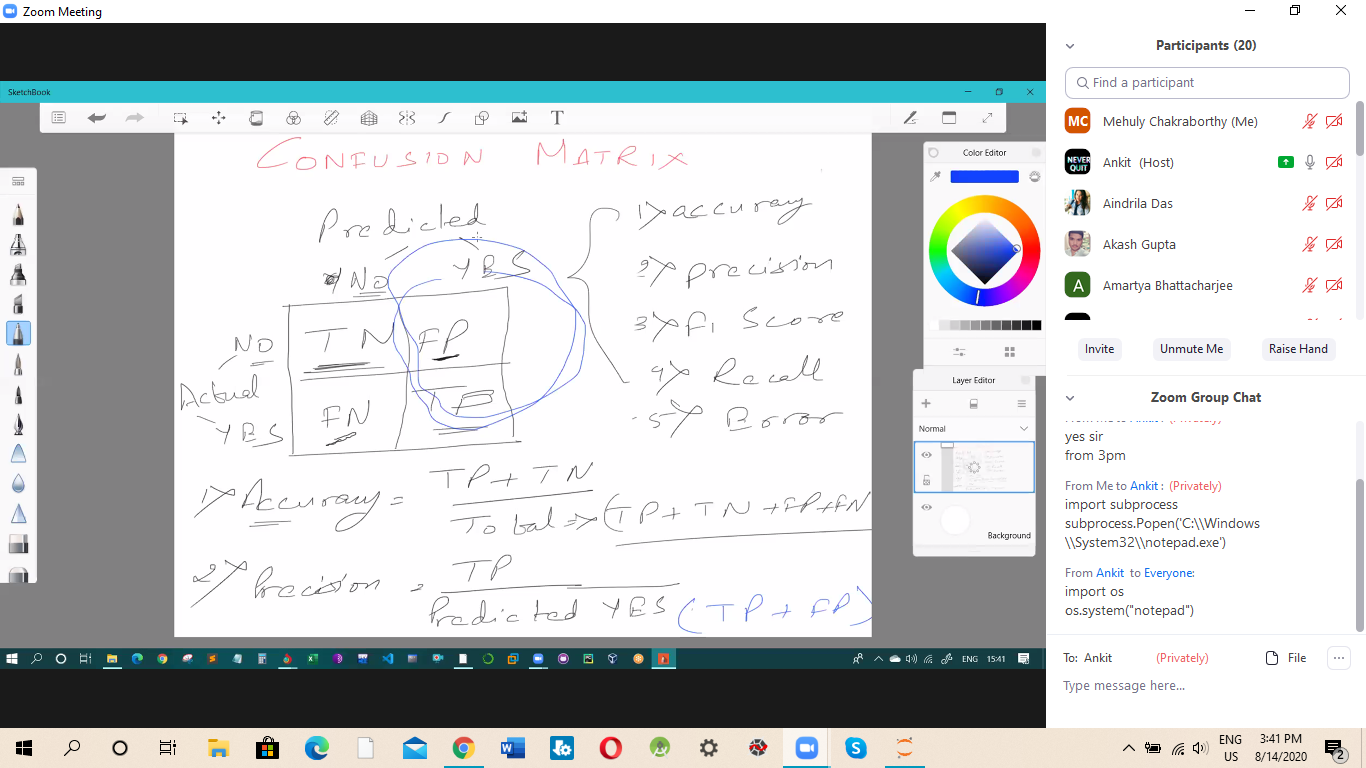 Zoom Meeting
SketchBook
CONFUSION MATRIX
Predicted
NO YES
NO TN FP
Actual
YES FN TP
1) accuracy
2) Precision
3) F1 Score
4) Recall
5) Error
1) Accuracy = TP + TN
Total => (TP + TN + FP + FN
2) Precision = TP
Predicted YES (TP + FP)
Color Editor
Layer Editor
Normal
Background
ENG 15:41
Participants (20)
Find a participant
MC Mehuly Chakraborthy (Me)
NEVER QUIT Ankit (Host)
Aindrila Das
Akash Gupta
A Amartya Bhattacharjee
Invite Unmute Me Raise Hand
Zoom Group Chat
yes sir
from 3pm
From Me to Ankit : (Privately)
import subprocess
subprocess.Popen('C:\\Windows
\\System32\\notepad.exe')
From Ankit to Everyone:
import os
os.system("notepad")
To: Ankit (Privately) File
Type message here...
ENG 3:41 PM
US 8/14/2020 2